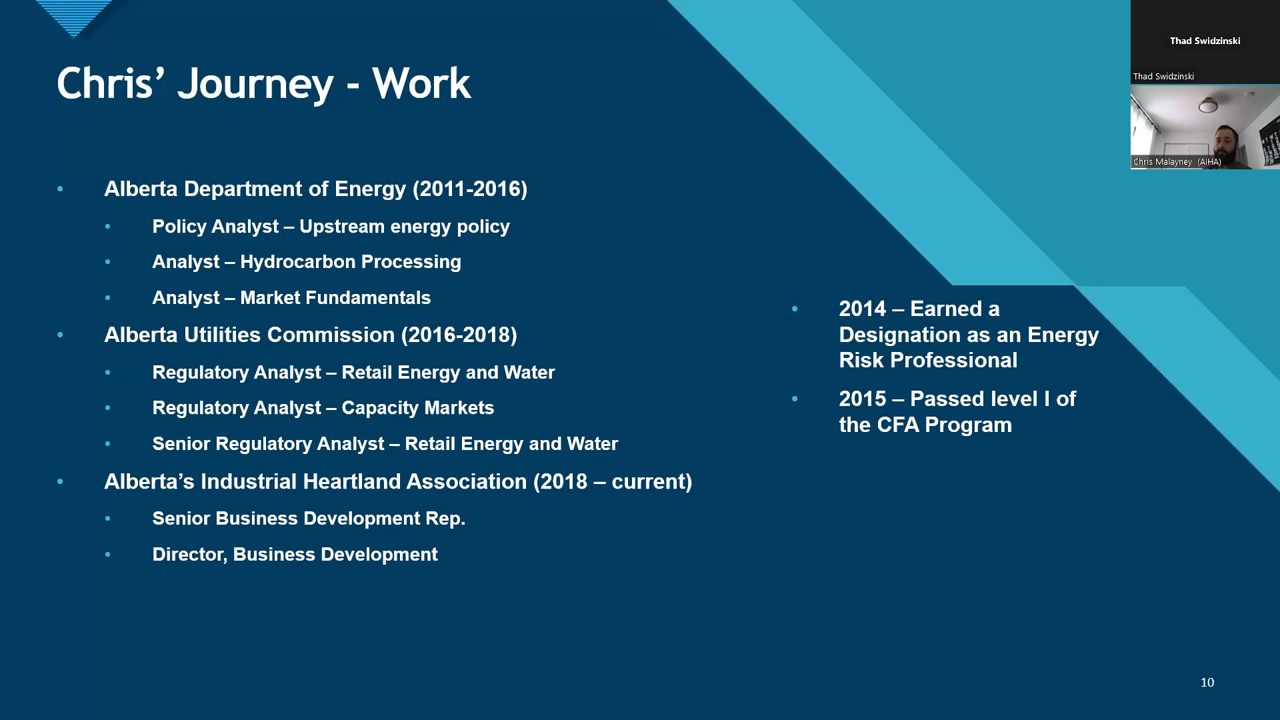 Chris’ Journey - Work
Alberta Department of Energy (2011-2016)
Policy Analyst – Upstream energy policy
Analyst – Hydrocarbon Processing
Analyst – Market Fundamentals
Alberta Utilities Commission (2016-2018)
Regulatory Analyst – Retail Energy and Water
Regulatory Analyst – Capacity Markets
Senior Regulatory Analyst – Retail Energy and Water
Alberta’s Industrial Heartland Association (2018 – current)
Senior Business Development Rep.
Director, Business Development
2014 – Earned a
Designation as an Energy
Risk Professional
2015 – Passed level I of
the CFA Program
Thad Swidzinski
Thad Swidzinski
Chris Malayney (AIHA)
10